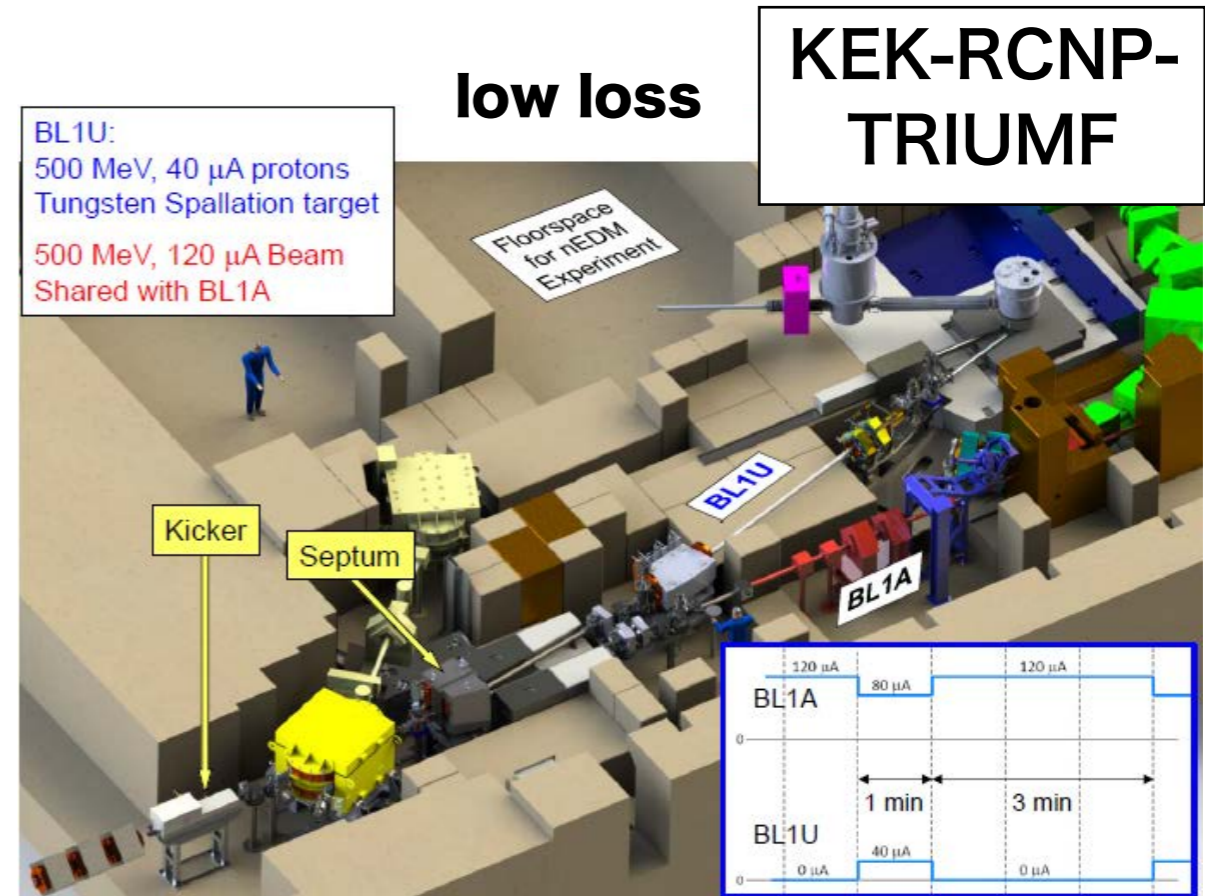 low loss
KEK-RCNP-
TRIUMF
BL1U:
500 MeV, 40 μA protons
Tungsten Spallation target
500 MeV, 120 μA Beam
Shared with BL1A
Floorspace
for nEDM
Experiment
Kicker
Septum
BL1U
BL1A
120 μA
80 μA
120 μA
BL1A
0
1 min
3 min
BL1U
40 μA
0 μA
0 μA
0